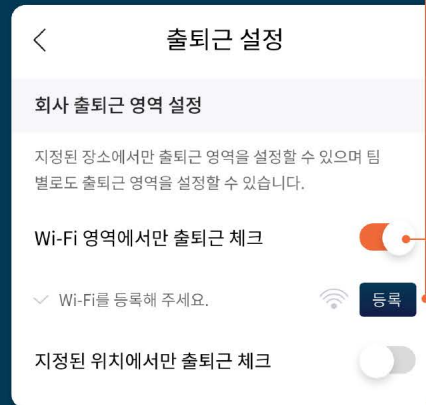 출퇴근 설정
회사 출퇴근 영역 설정
지정된 장소에서만 출퇴근 영역을 설정할 수 있으며 팀
별로도 출퇴근 영역을 설정할 수 있습니다.
Wi-Fi 영역에서만 출퇴근 체크
Wi-Fi를 등록해 주세요.
등록
지정된 위치에서만 출퇴근 체크